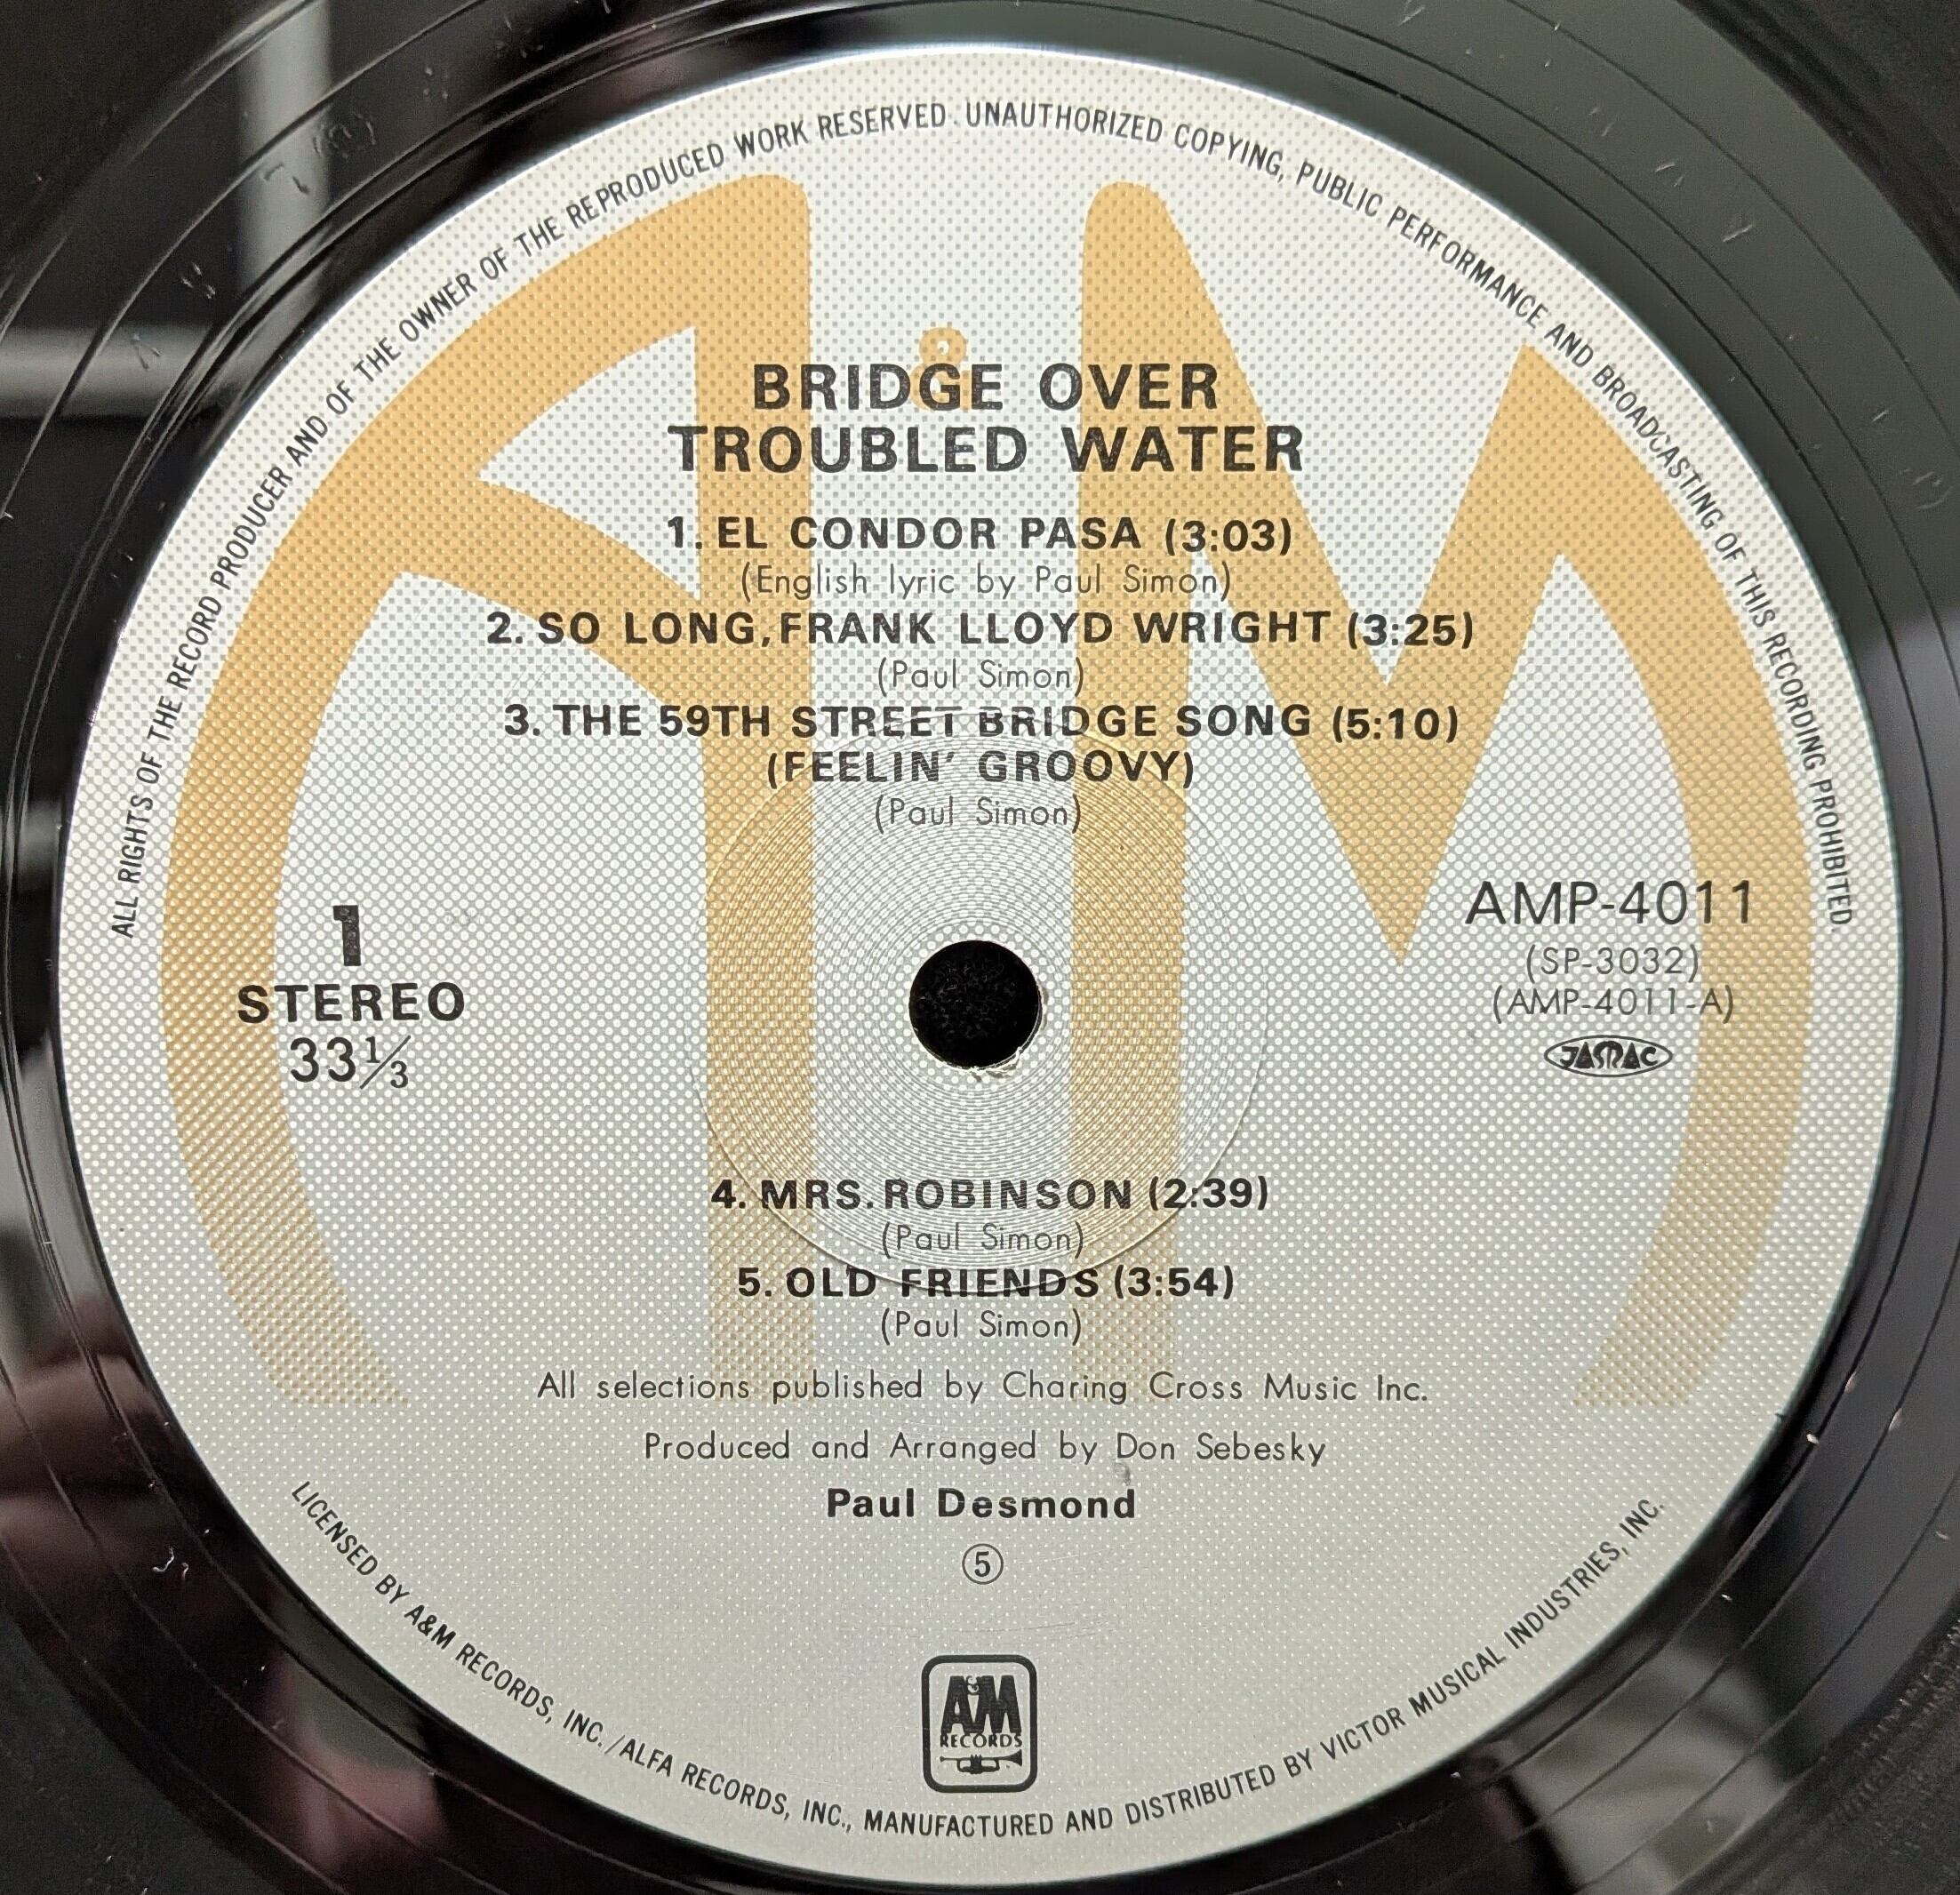 ALL RIGHTS OF THE RECORD PRODUCER AND OF THE OWNER OF THE REPRODUCED WORK RESERVED. UNAUTHORIZED COPYING, PUBLIC PERFORMANCE AND BROADCASTING OF THIS RECORDING PROHIBITED.
A&M
BRIDGE OVER
TROUBLED WATER
1. EL CONDOR PASA (3:03)
(English lyric by Paul Simon)
2. SO LONG, FRANK LLOYD WRIGHT (3:25)
(Paul Simon)
3. THE 59TH STREET BRIDGE SONG (5:10)
(FEELIN' GROOVY)
(Paul Simon)
1
STEREO
33 1/3
AMP-4011
(SP-3032)
(AMP-4011-A)
JASRAC
4. MRS. ROBINSON (2:39)
(Paul Simon)
5. OLD FRIENDS (3:54)
(Paul Simon)
All selections published by Charing Cross Music Inc.
Produced and Arranged by Don Sebesky
Paul Desmond
⑤
A&M
RECORDS
LICENSED BY A&M RECORDS, INC./ALFA RECORDS, INC., MANUFACTURED AND DISTRIBUTED BY VICTOR MUSICAL INDUSTRIES, INC.